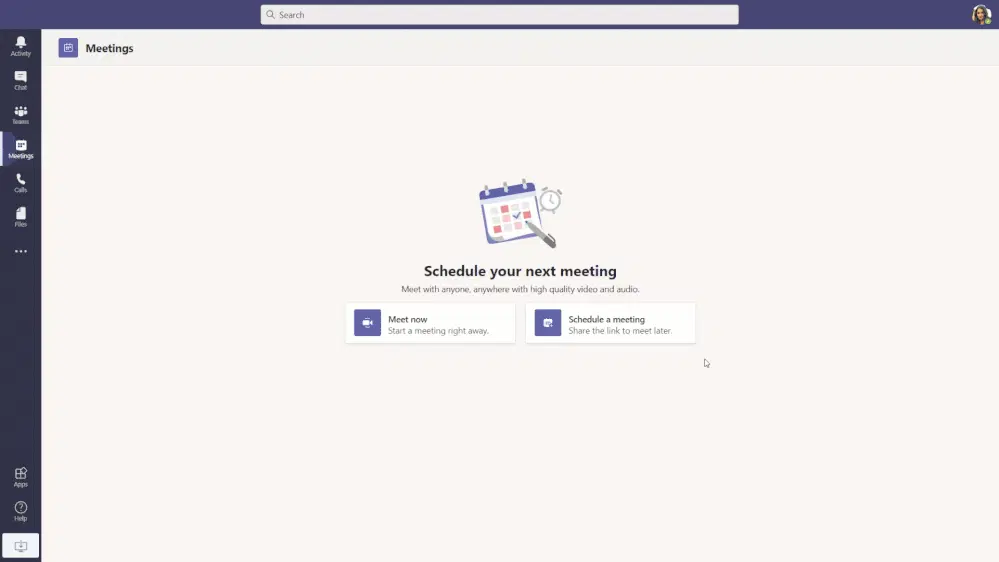 Search
Meetings
Activity
Chat
Teams
Meetings
Calls
Files
Schedule your next meeting
Meet with anyone, anywhere with high quality video and audio.
Meet now
Start a meeting right away.
Schedule a meeting
Share the link to meet later.
Apps
Help